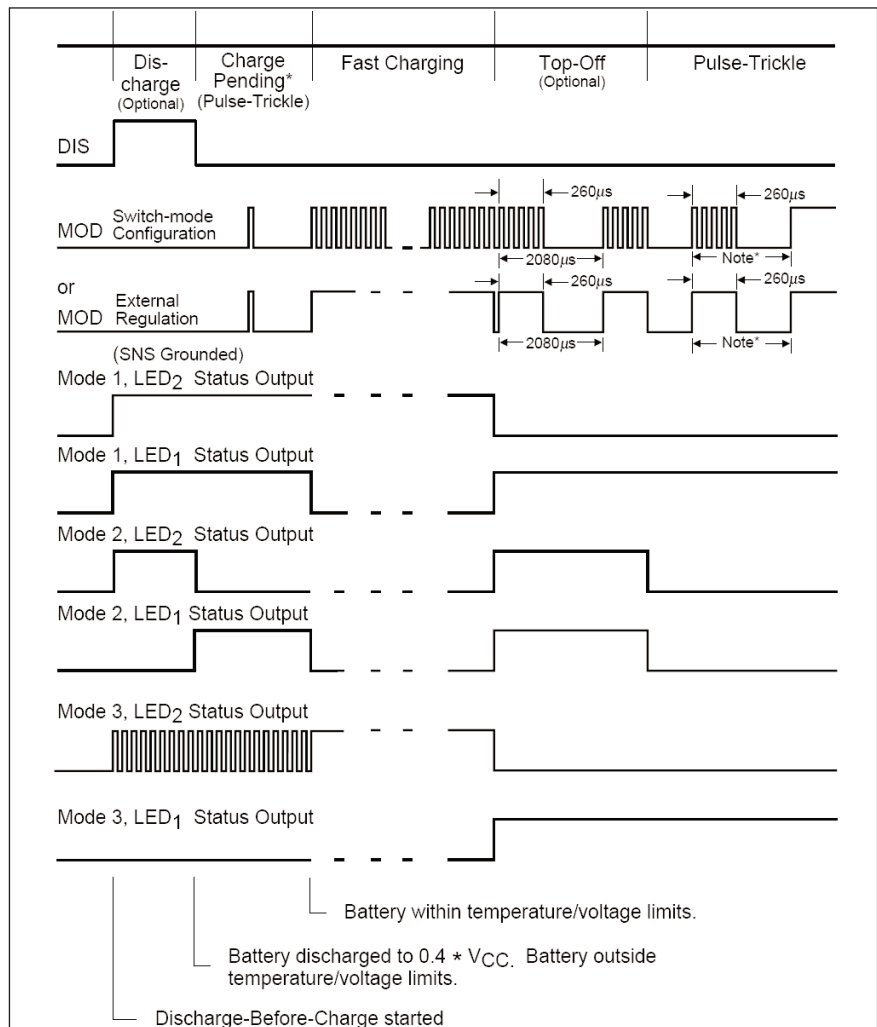 Dis-
charge
(Optional)
Charge
Pending*
(Pulse-Trickle)
Fast Charging
Top-Off
(Optional)
Pulse-Trickle
DIS
MOD Switch-mode
Configuration
260µs
260µs
2080µs
Note*
or
MOD External
Regulation
260µs
260µs
2080µs
Note*
(SNS Grounded)
Mode 1, LED2 Status Output
Mode 1, LED1 Status Output
Mode 2, LED2 Status Output
Mode 2, LED1 Status Output
Mode 3, LED2 Status Output
Mode 3, LED1 Status Output
Battery within temperature/voltage limits.
Battery discharged to 0.4 * VCC. Battery outside
temperature/voltage limits.
Discharge-Before-Charge started